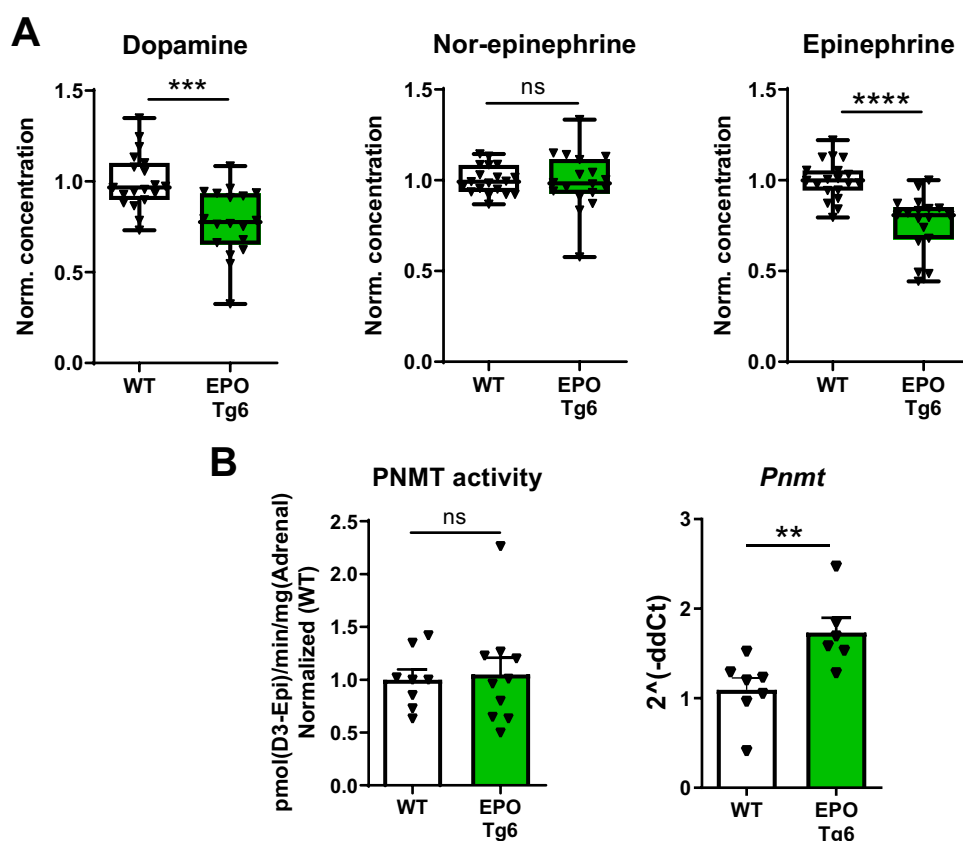 A
Dopamine
Nor-epinephrine
Epinephrine
***
ns
****
Norm. concentration
1.5
1.0
0.5
0.0
WT
EPO
Tg6
Norm. concentration
1.5
1.0
0.5
0.0
WT
EPO
Tg6
Norm. concentration
1.5
1.0
0.5
0.0
WT
EPO
Tg6
B
PNMT activity
Pnmt
ns
**
pmol(D3-Epi)/min/mg(Adrenal)
Normalized (WT)
2.5
2.0
1.5
1.0
0.5
0.0
WT
EPO
Tg6
2^(-ddCt)
3
2
1
0
WT
EPO
Tg6